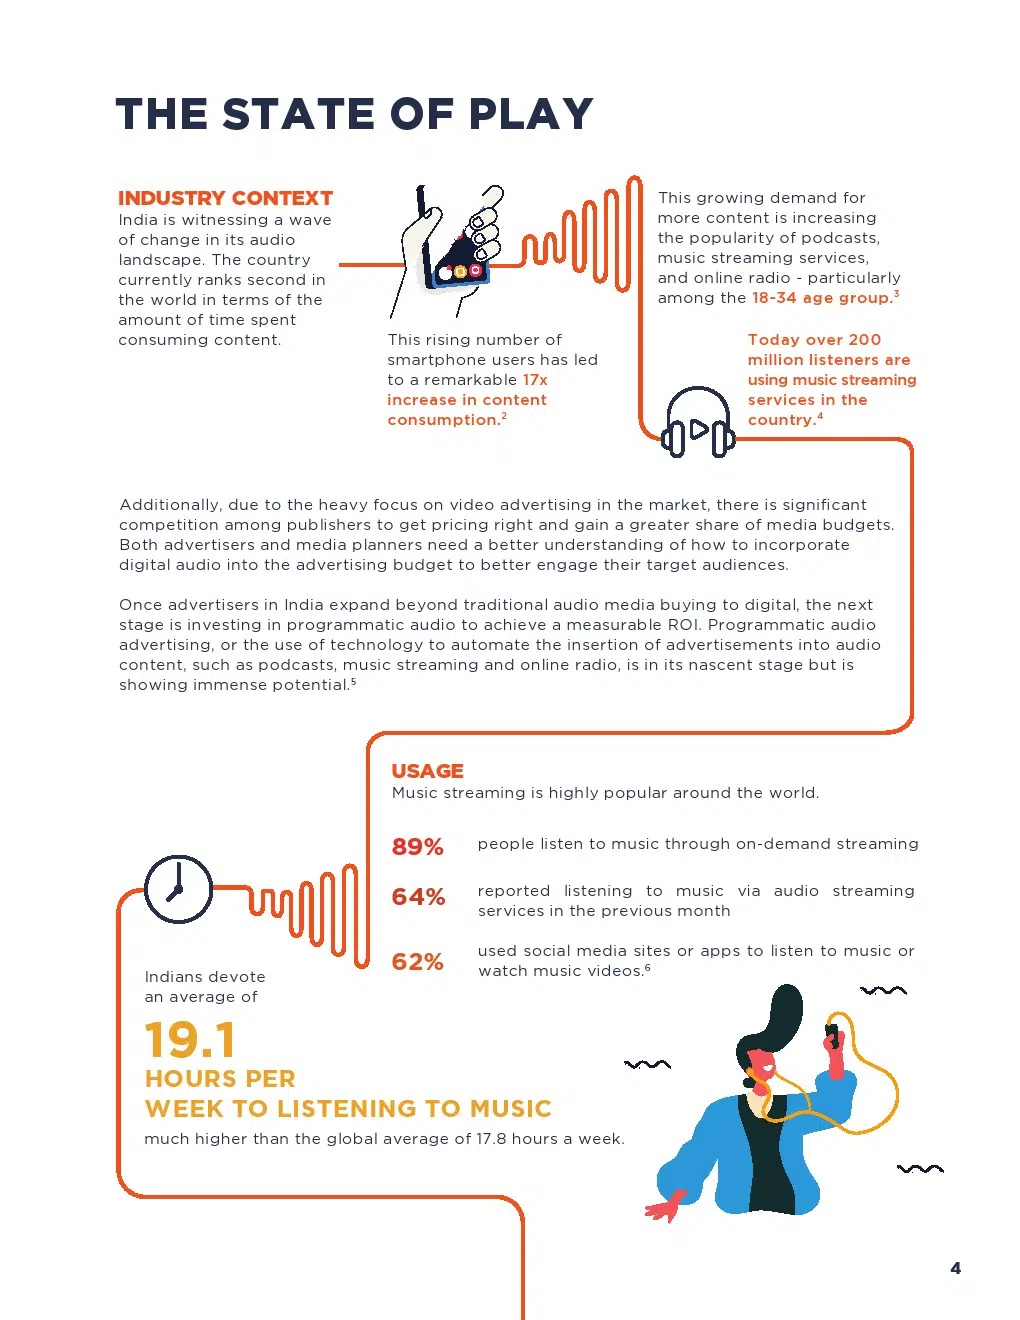 THE STATE OF PLAY
INDUSTRY CONTEXT
India is witnessing a wave
of change in its audio
landscape. The country
currently ranks second in
the world in terms of the
amount of time spent
consuming content.
This rising number of
smartphone users has led
to a remarkable 17x
increase in content
consumption.²
This growing demand for
more content is increasing
the popularity of podcasts,
music streaming services,
and online radio - particularly
among the 18-34 age group.³
Today over 200
million listeners are
using music streaming
services in the
country.⁴
Additionally, due to the heavy focus on video advertising in the market, there is significant
competition among publishers to get pricing right and gain a greater share of media budgets.
Both advertisers and media planners need a better understanding of how to incorporate
digital audio into the advertising budget to better engage their target audiences.
Once advertisers in India expand beyond traditional audio media buying to digital, the next
stage is investing in programmatic audio to achieve a measurable ROI. Programmatic audio
advertising, or the use of technology to automate the insertion of advertisements into audio
content, such as podcasts, music streaming and online radio, is in its nascent stage but is
showing immense potential.⁵
USAGE
Music streaming is highly popular around the world.
89% people listen to music through on-demand streaming
64% reported listening to music via audio streaming
services in the previous month
62% used social media sites or apps to listen to music or
watch music videos.⁶
Indians devote
an average of
19.1
HOURS PER
WEEK TO LISTENING TO MUSIC
much higher than the global average of 17.8 hours a week.
4